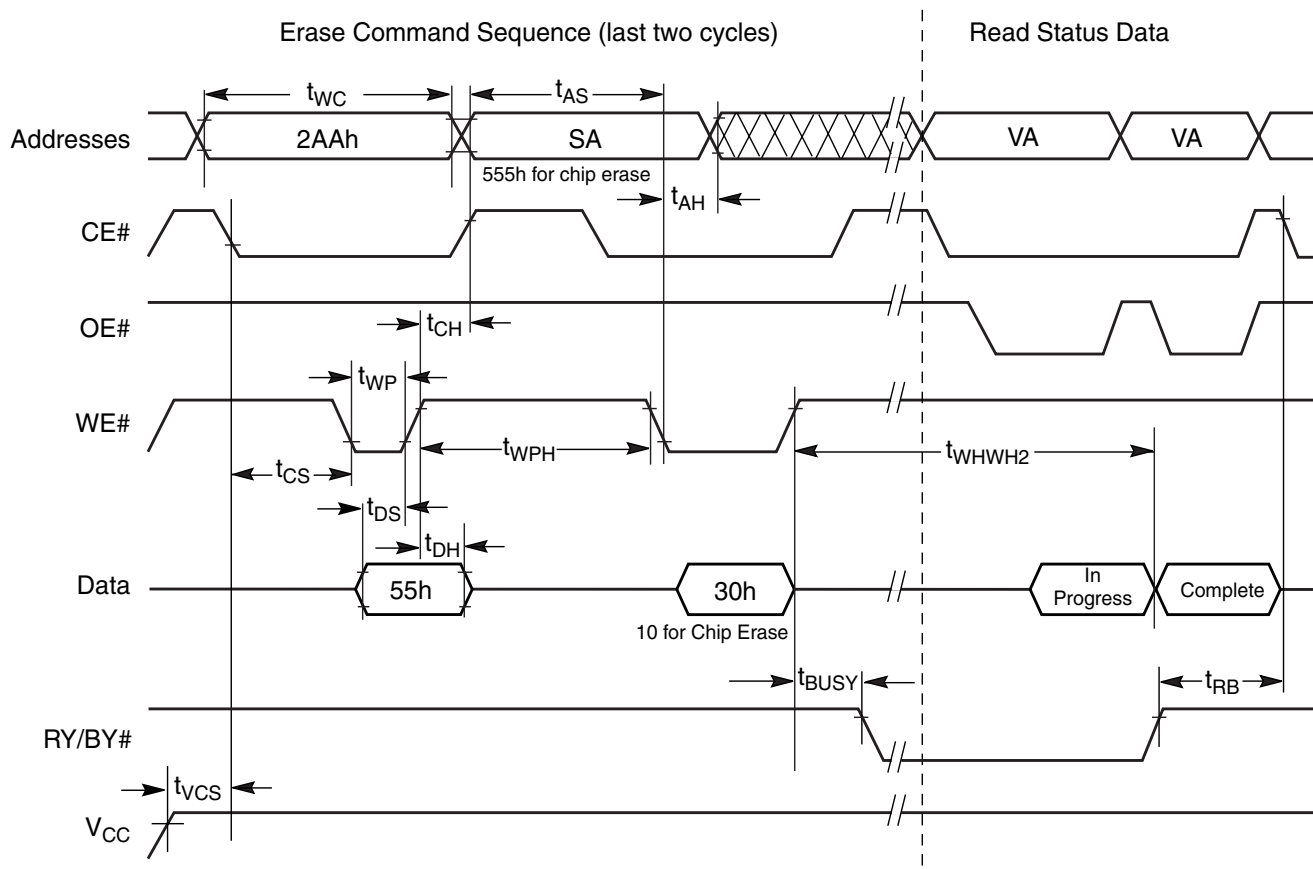 Erase Command Sequence (last two cycles) Read Status Data
tWC tAS
Addresses 2AAh SA VA VA
555h for chip erase
tAH
CE#
OE#
tCH
tWP
WE#
tWPH tWHWH2
tCS
tDS
tDH
Data 55h 30h In Progress Complete
10 for Chip Erase
tBUSY tRB
RY/BY#
tVCS
VCC